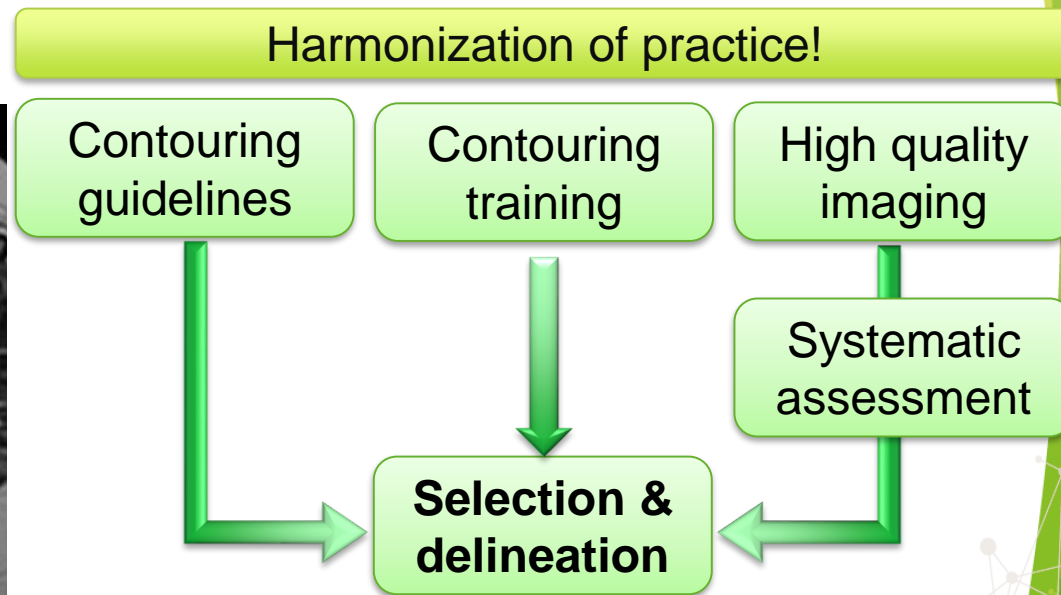 Harmonization of practice!
Contouring
guidelines
Contouring
training
High quality
imaging
Systematic
assessment
Selection &
delineation